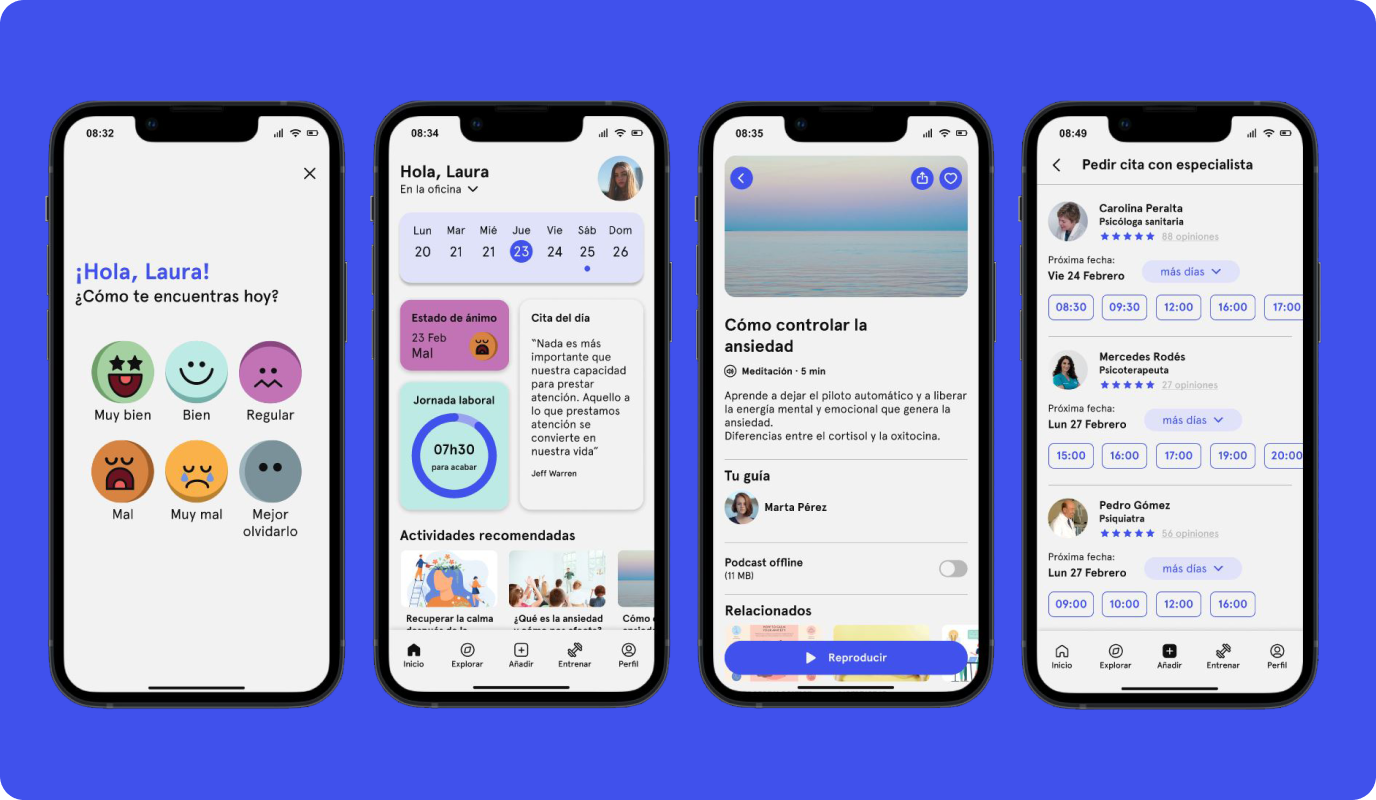 08:32
¡Hola, Laura!
¿Cómo te encuentras hoy?
Muy bien
Bien
Regular
Mal
Muy mal
Mejor
olvidarlo
08:34
Hola, Laura
En la oficina
Lun Mar Mié Jue Vie Sáb Dom
20 21 21 23 24 25 26
Estado de ánimo
23 Feb
Mal
Jornada laboral
07h30
para acabar
Cita del día
“Nada es más
importante que
nuestra capacidad
para prestar
atención. Aquello a
lo que prestamos
atención se
convierte en
nuestra vida”
Jeff Warren
Actividades recomendadas
Recuperar la calma
¿Qué es la ansiedad
Cómo
Inicio
Explorar
Añadir
Entrenar
Perfil
08:35
Cómo controlar la
ansiedad
Meditación · 5 min
Aprende a dejar el piloto automático y a liberar
la energía mental y emocional que genera la
ansiedad.
Diferencias entre el cortisol y la oxitocina.
Tu guía
Marta Pérez
Podcast offline
(11 MB)
Relacionados
Reproducir
08:49
Pedir cita con especialista
Carolina Peralta
Psicóloga sanitaria
88 opiniones
Próxima fecha:
Vie 24 Febrero
más días
08:30 09:30 12:00 16:00 17:00
Mercedes Rodés
Psicoterapeuta
27 opiniones
Próxima fecha:
Lun 27 Febrero
más días
15:00 16:00 17:00 19:00 20:00
Pedro Gómez
Psiquiatra
56 opiniones
Próxima fecha:
Lun 27 Febrero
más días
09:00 10:00 12:00 16:00
Inicio
Explorar
Añadir
Entrenar
Perfil